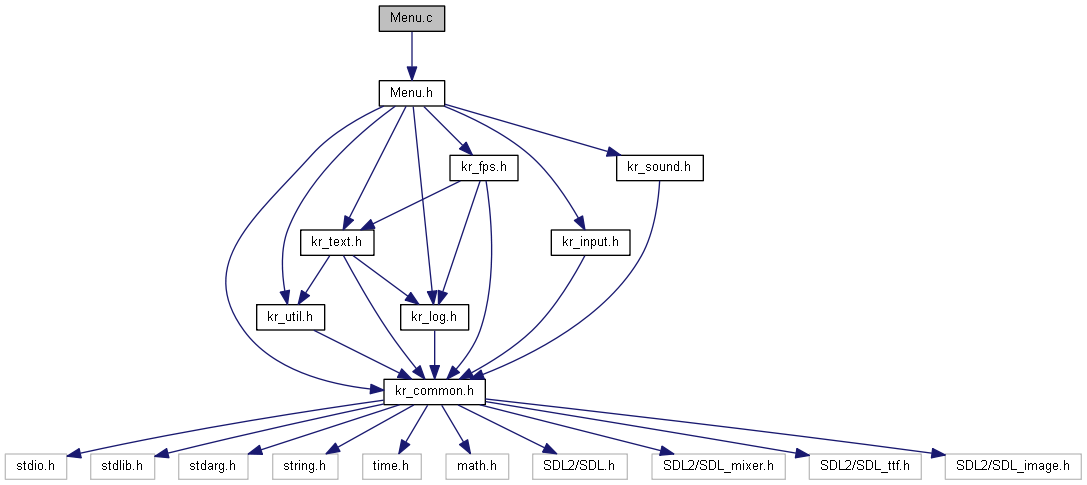 Menu.c
Menu.h
kr_fps.h
kr_sound.h
kr_text.h
kr_input.h
kr_util.h
kr_log.h
kr_common.h
stdio.h
stdlib.h
stdarg.h
string.h
time.h
math.h
SDL2/SDL.h
SDL2/SDL_mixer.h
SDL2/SDL_ttf.h
SDL2/SDL_image.h